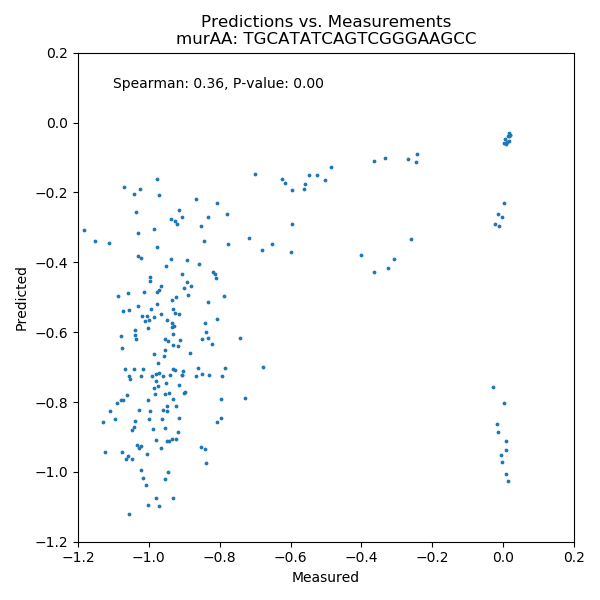 Predictions vs. Measurements
murAA: TGCATATCAGTCGGGAAGCC
Spearman: 0.36, P-value: 0.00
0.2
0.0
−0.2
−0.4
−0.6
−0.8
−1.0
−1.2
Predicted
−1.2 −1.0 −0.8 −0.6 −0.4 −0.2 0.0 0.2
Measured